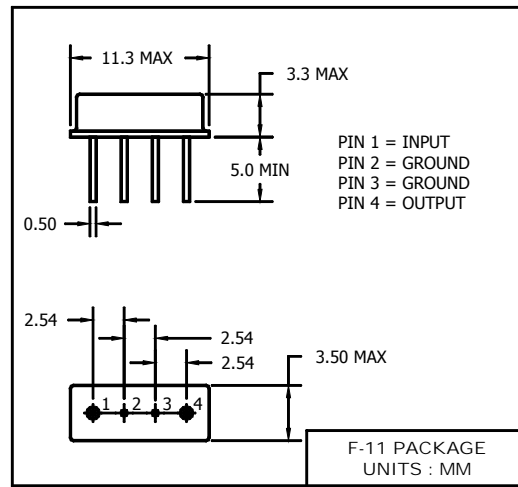 11.3 MAX
3.3 MAX
5.0 MIN
PIN 1 = INPUT
PIN 2 = GROUND
PIN 3 = GROUND
PIN 4 = OUTPUT
0.50
2.54
2.54
2.54
3.50 MAX
1 2 3 4
F-11 PACKAGE
UNITS : MM